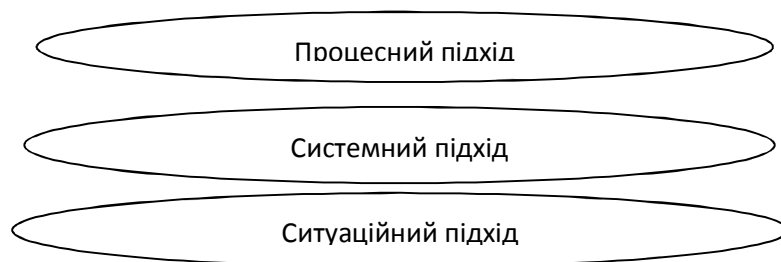 Процесний підхід
Системний підхід
Ситуаційний підхід